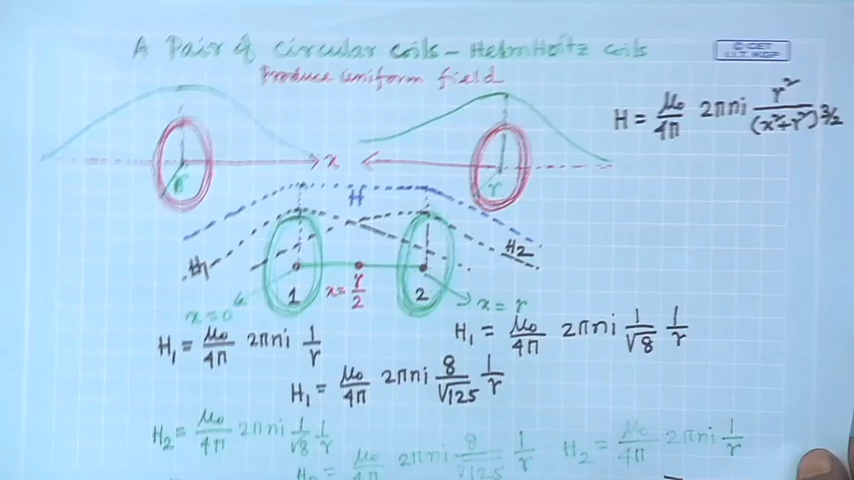 A Pair of circular coils - HelmHoltz coils
© CET
I.I.T. KGP
Produce uniform field
H = μ₀/4π 2πni r²/(x²+r²)^3/2
x
r
r
H
H₁
H₂
1
x = r/2
2
x = 0
x = r
H₁ = μ₀/4π 2πni 1/r
H₁ = μ₀/4π 2πni 1/√8 1/r
H₁ = μ₀/4π 2πni 8/√125 1/r
H₂ = μ₀/4π 2πni 1/√8 1/r
H₂ = μ₀/4π 2πni 8/√125 1/r
H₂ = μ₀/4π 2πni 1/r